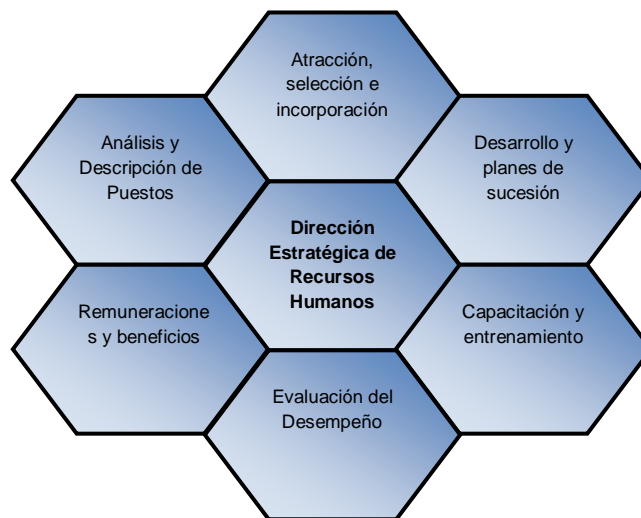 Atracción,
selección e
incorporación
Análisis y
Descripción de
Puestos
Desarrollo y
planes de
sucesión
Dirección
Estratégica de
Recursos
Humanos
Remuneracione
s y beneficios
Capacitación y
entrenamiento
Evaluación del
Desempeño